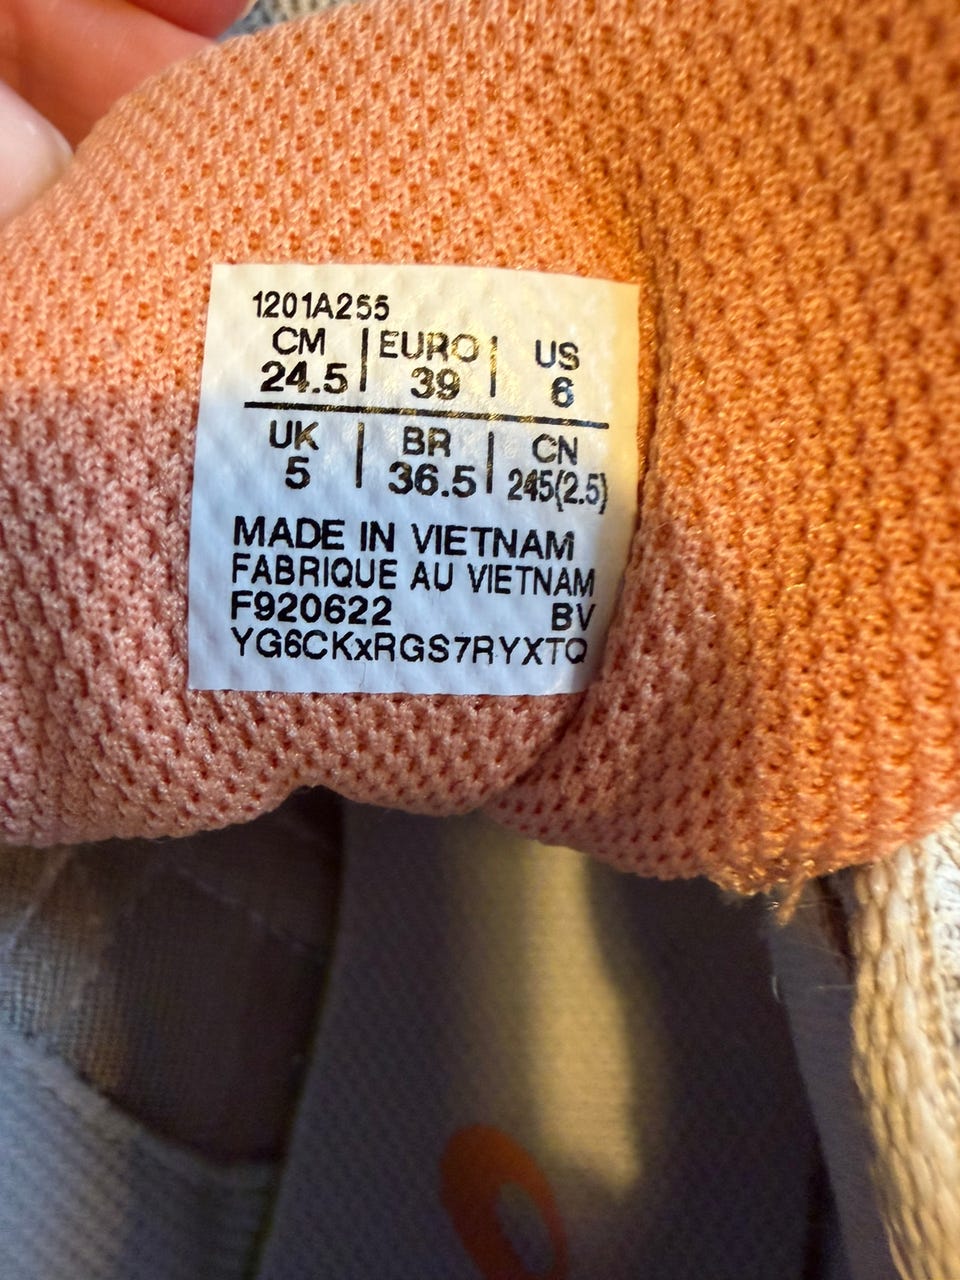 1201A255
CM | EURO | US
24.5 | 39 | 6
UK | BR | CN
5 | 36.5 | 245(2.5)
MADE IN VIETNAM
FABRIQUE AU VIETNAM
F920622 BV
YG6CKxRGS7RYXTQ